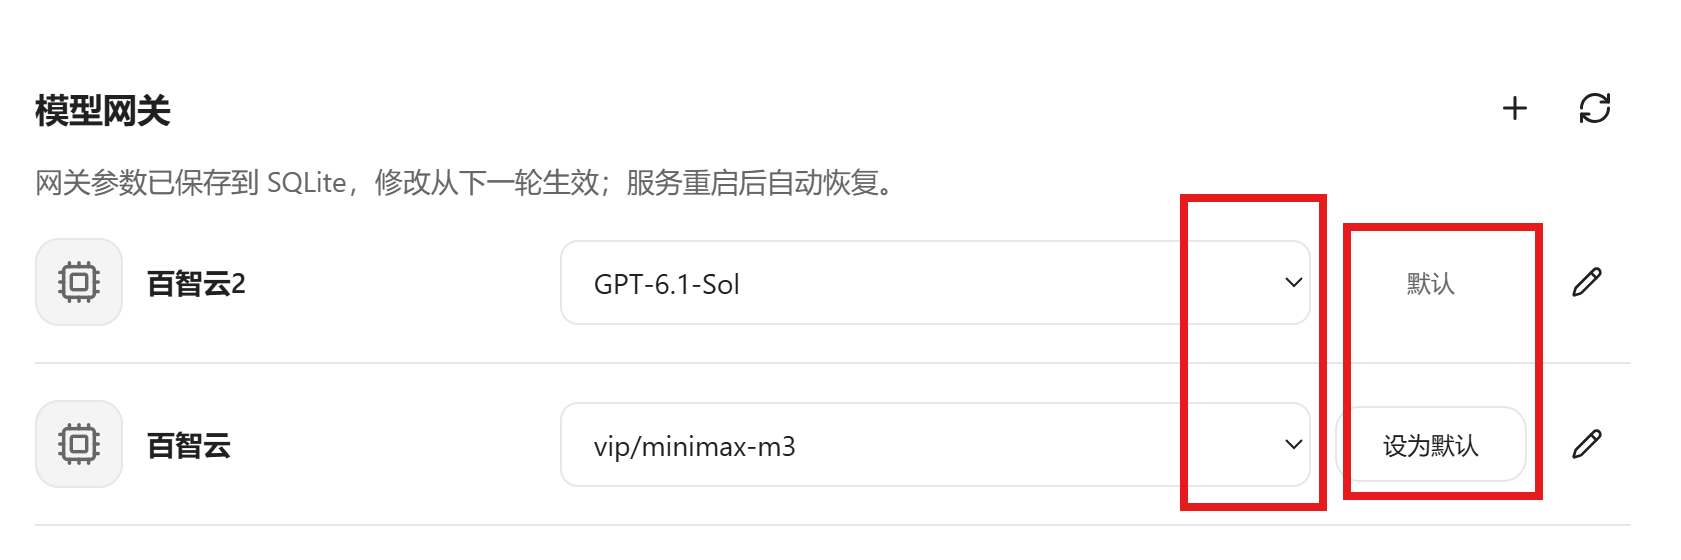 模型网关
网关参数已保存到 SQLite，修改从下一轮生效；服务重启后自动恢复。
百智云2
GPT-6.1-Sol
默认
百智云
vip/minimax-m3
设为默认